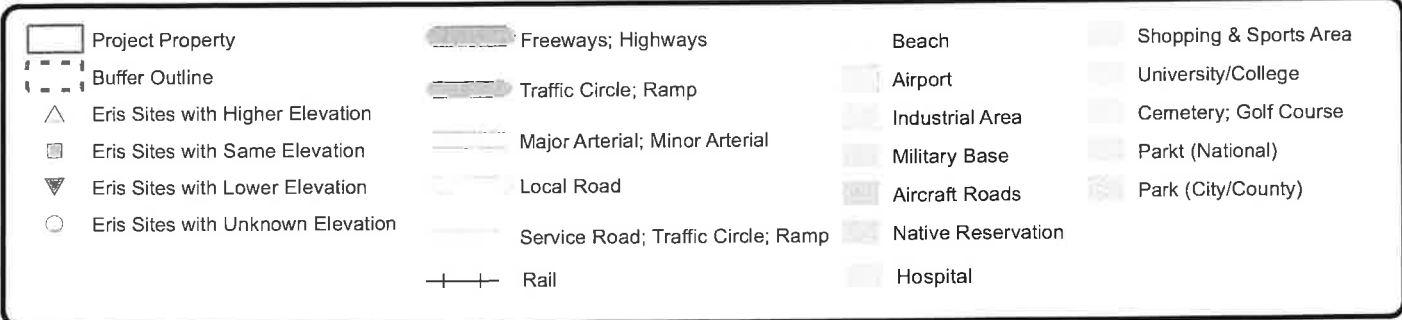 Project Property
Buffer Outline
Eris Sites with Higher Elevation
Eris Sites with Same Elevation
Eris Sites with Lower Elevation
Eris Sites with Unknown Elevation
Freeways; Highways
Traffic Circle; Ramp
Major Arterial; Minor Arterial
Local Road
Service Road; Traffic Circle; Ramp
Rail
Beach
Airport
Industrial Area
Military Base
Aircraft Roads
Native Reservation
Hospital
Shopping & Sports Area
University/College
Cemetery; Golf Course
Parkt (National)
Park (City/County)